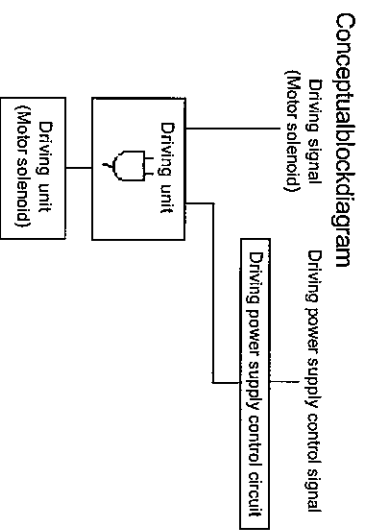 Conceptualblockdiagram
Driving signal
(Motor solenoid)
Driving power supply control signal
Driving power supply control circuit
Driving unit
Driving unit
(Motor solenoid)